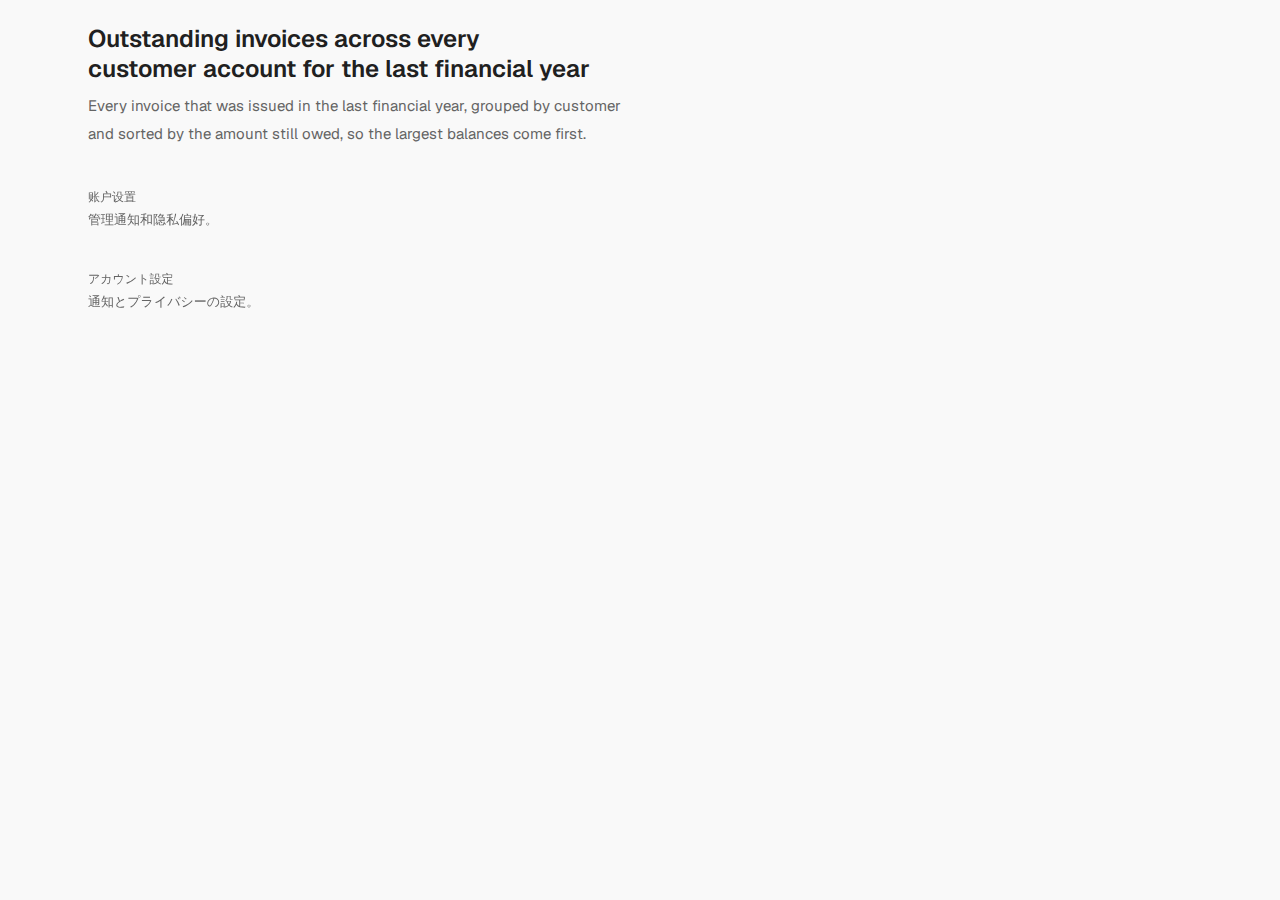 Outstanding invoices across every
customer account for the last financial year
Every invoice that was issued in the last financial year, grouped by customer
and sorted by the amount still owed, so the largest balances come first.
账户设置
管理通知和隐私偏好。
アカウント設定
通知とプライバシーの設定。